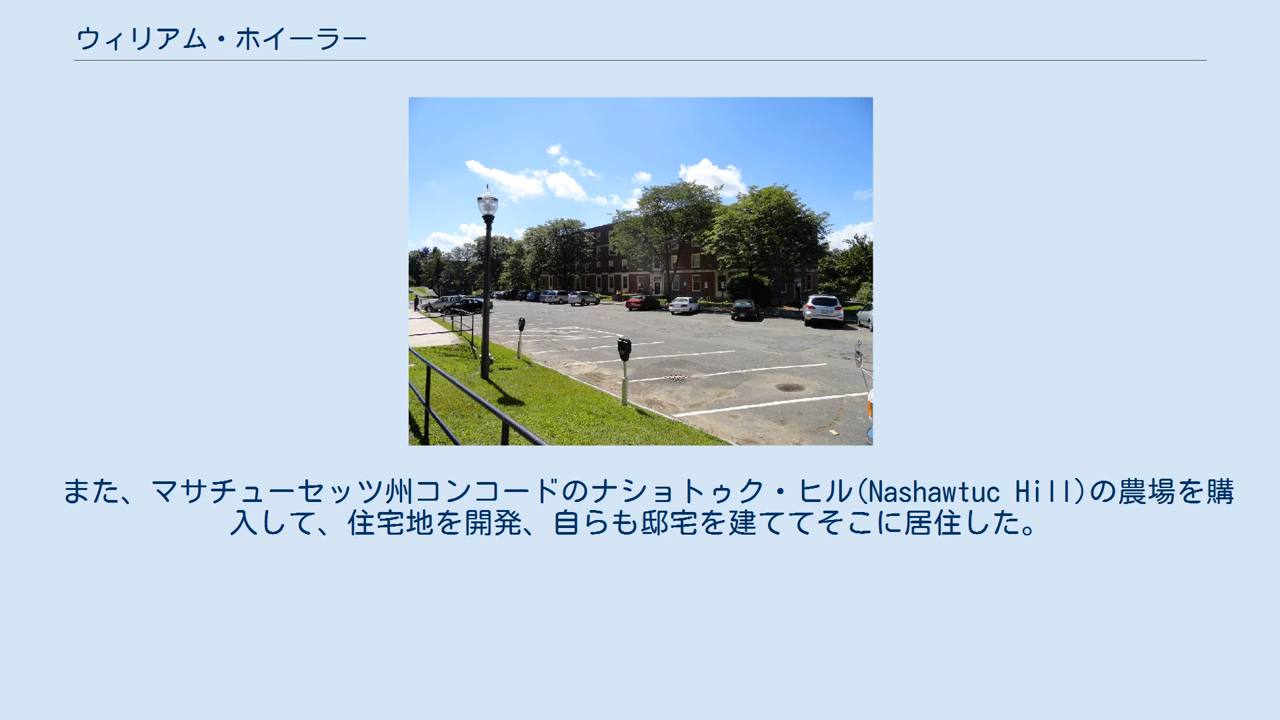 ウィリアム・ホイーラー
また、マサチューセッツ州コンコードのナショトゥク・ヒル(Nashawtuc Hill)の農場を購
入して、住宅地を開発、自らも邸宅を建ててそこに居住した。